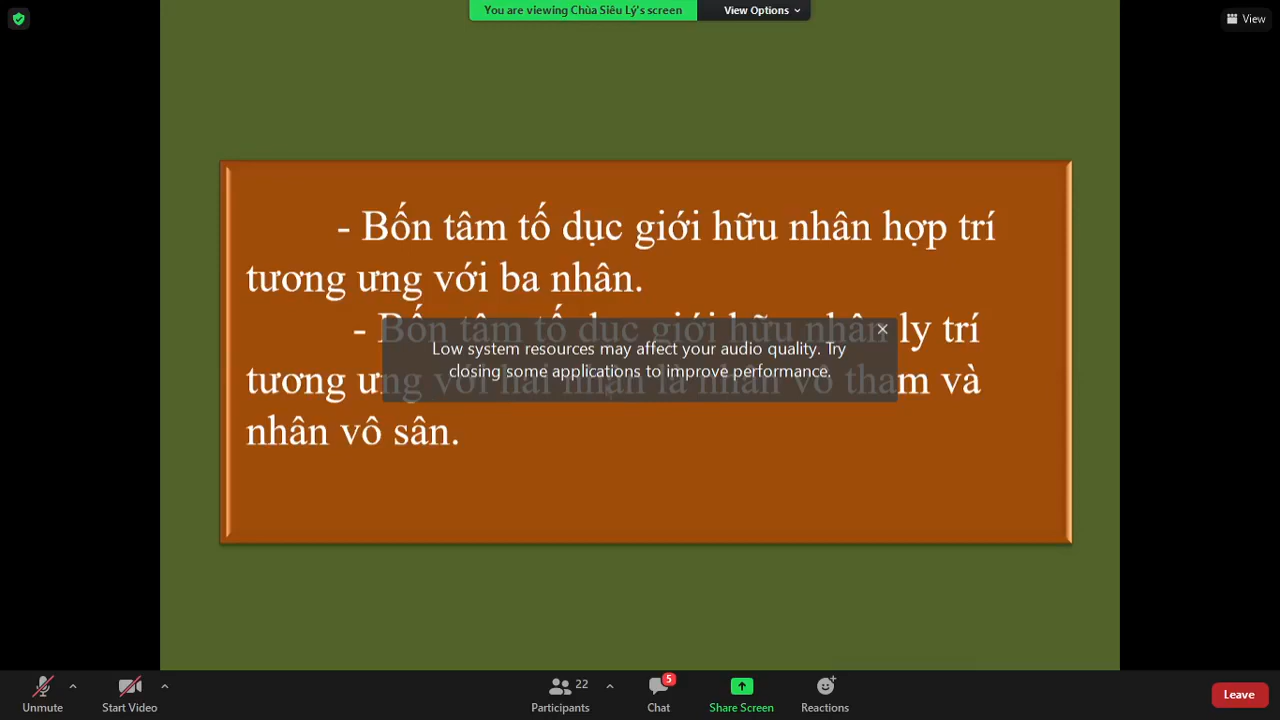 You are viewing Chùa Siêu Lý's screen
View Options
View
- Bốn tâm tố dục giới hữu nhân hợp trí
tương ưng với ba nhân.
- Bốn tâm tố dục giới hữu nhân ly trí
tương ưng với hai nhân là nhân vô tham và
nhân vô sân.
Low system resources may affect your audio quality. Try
closing some applications to improve performance.
Unmute
Start Video
22
Participants
5
Chat
Share Screen
Reactions
Leave